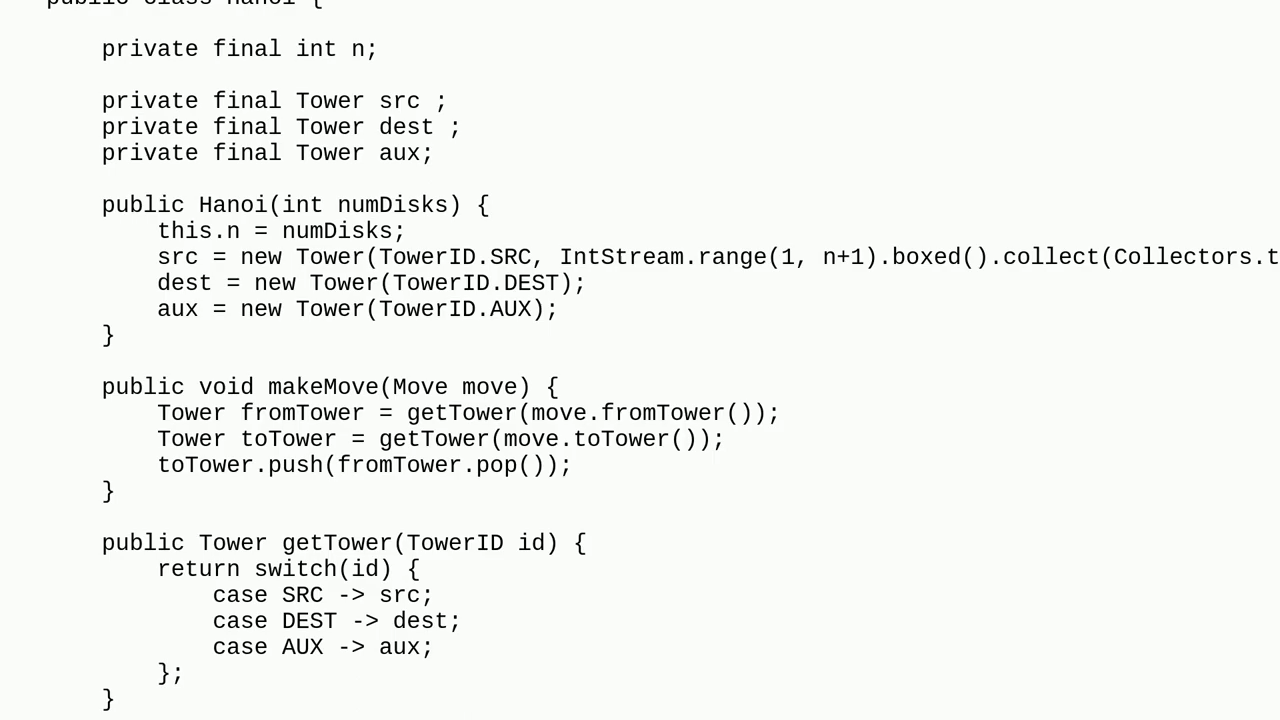 public class Hanoi {
private final int n;
private final Tower src ;
private final Tower dest ;
private final Tower aux;
public Hanoi(int numDisks) {
this.n = numDisks;
src = new Tower(TowerID.SRC, IntStream.range(1, n+1).boxed().collect(Collectors.t
dest = new Tower(TowerID.DEST);
aux = new Tower(TowerID.AUX);
}
public void makeMove(Move move) {
Tower fromTower = getTower(move.fromTower());
Tower toTower = getTower(move.toTower());
toTower.push(fromTower.pop());
}
public Tower getTower(TowerID id) {
return switch(id) {
case SRC -> src;
case DEST -> dest;
case AUX -> aux;
};
}